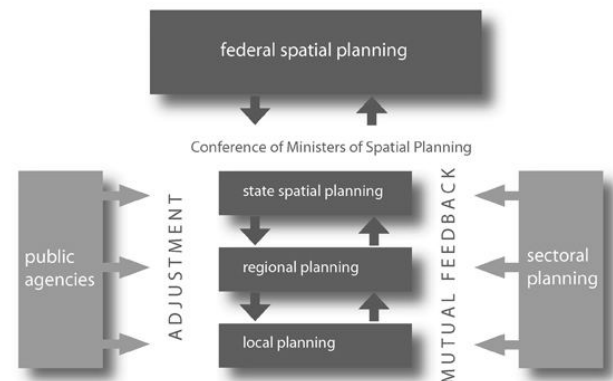 federal spatial planning
Conference of Ministers of Spatial Planning
public
agencies
ADJUSTMENT
state spatial planning
regional planning
local planning
MUTUAL FEEDBACK
sectoral
planning